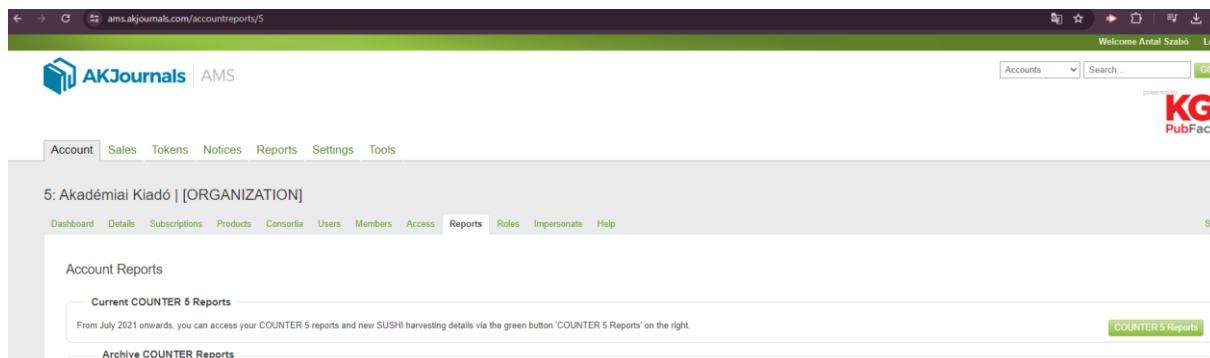 ams.akjournals.com/accountreports/5
Welcome Antal Szabó
AKJournals AMS
Accounts Search...
powered by
KG
PubFac
Account Sales Tokens Notices Reports Settings Tools
5: Akadémiai Kiadó | [ORGANIZATION]
Dashboard Details Subscriptions Products Consortia Users Members Access Reports Roles Impersonate Help
Account Reports
Current COUNTER 5 Reports
From July 2021 onwards, you can access your COUNTER 5 reports and new SUSHI harvesting details via the green button 'COUNTER 5 Reports' on the right.
COUNTER 5 Reports
Archive COUNTER Reports